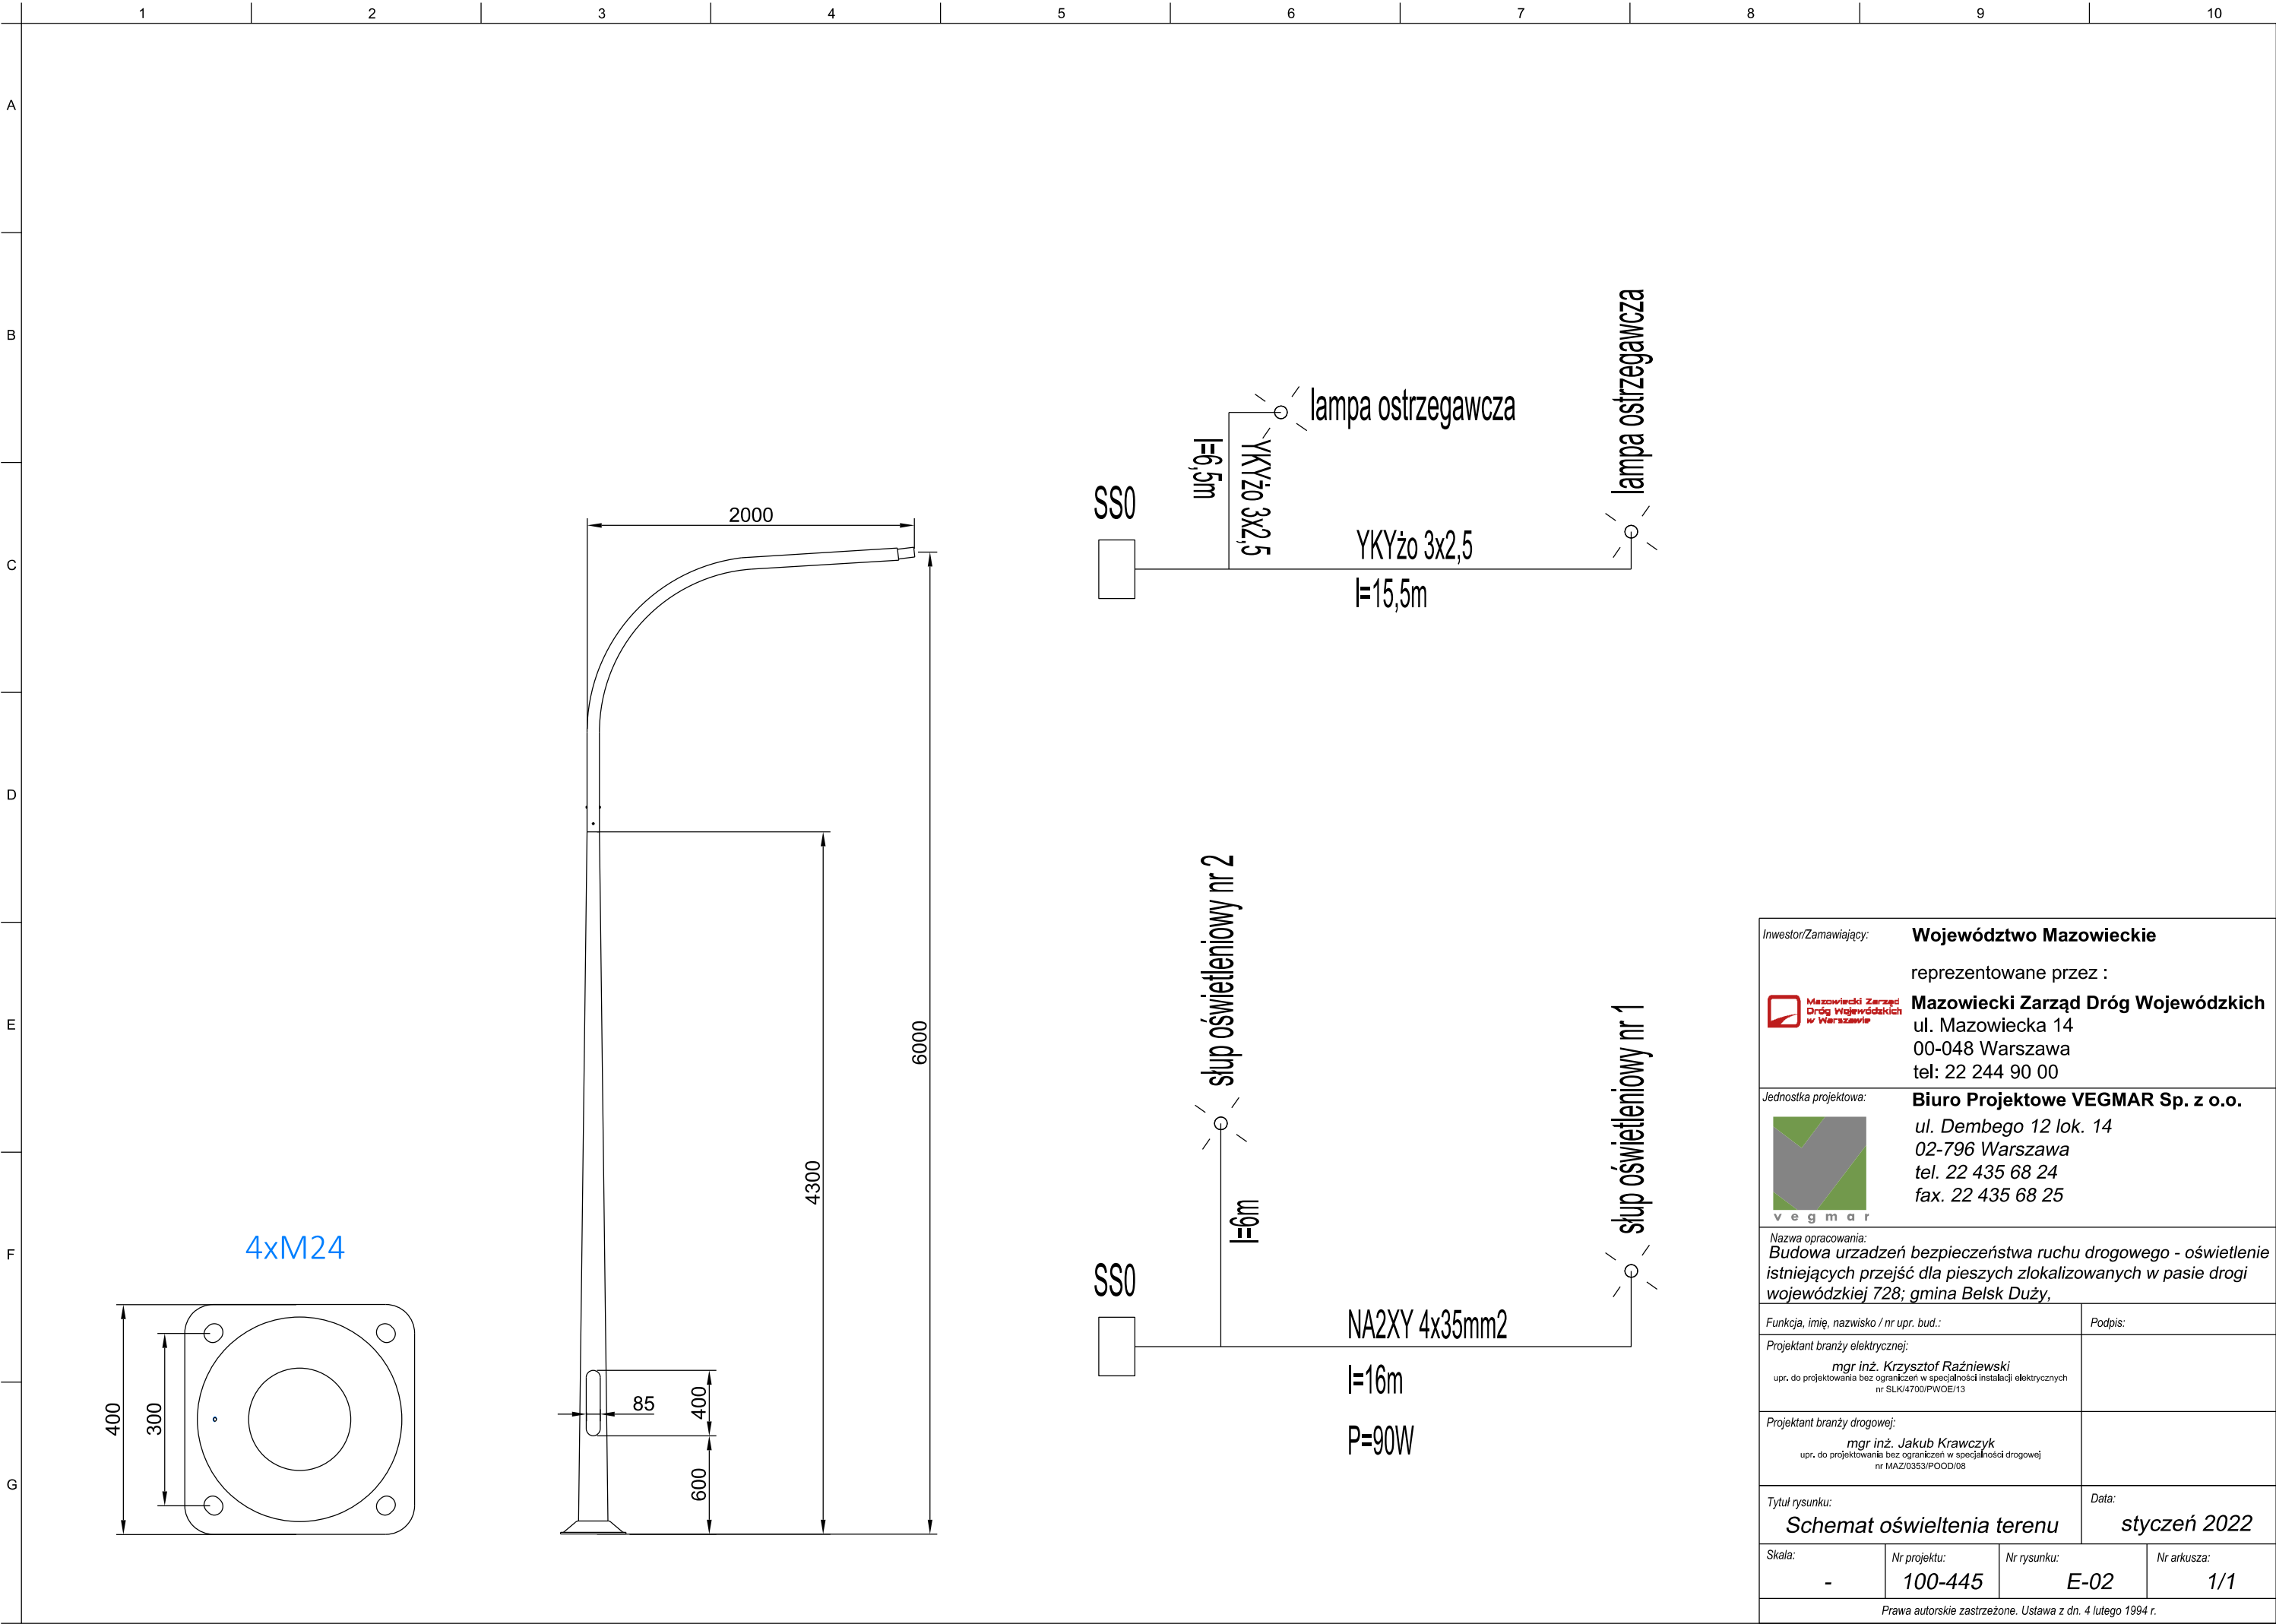 1 2 3 4 5 6 7 8 9 10
A
B
C
D
E
F
G
lampa ostrzegawcza
lampa ostrzegawcza
l=6,5m
YKYżo 3x2,5
SS0
YKYżo 3x2,5
l=15,5m
2000
6000
4300
400
85
600
4xM24
400
300
słup oświetleniowy nr 2
słup oświetleniowy nr 1
l=6m
SS0
NA2XY 4x35mm2
l=16m
P=90W
Inwestor/Zamawiający:
Województwo Mazowieckie
reprezentowane przez :
Mazowiecki Zarząd
Dróg Wojewódzkich
w Warszawie
Mazowiecki Zarząd Dróg Wojewódzkich
ul. Mazowiecka 14
00-048 Warszawa
tel: 22 244 90 00
Jednostka projektowa:
Biuro Projektowe VEGMAR Sp. z o.o.
ul. Dembego 12 lok. 14
02-796 Warszawa
tel. 22 435 68 24
fax. 22 435 68 25
vegmar
Nazwa opracowania:
Budowa urzadzeń bezpieczeństwa ruchu drogowego - oświetlenie
istniejących przejść dla pieszych zlokalizowanych w pasie drogi
wojewódzkiej 728; gmina Belsk Duży,
Funkcja, imię, nazwisko / nr upr. bud.:
Podpis:
Projektant branży elektrycznej:
mgr inż. Krzysztof Raźniewski
upr. do projektowania bez ograniczeń w specjalności instalacji elektrycznych
nr SLK/4700/PWOE/13
Projektant branży drogowej:
mgr inż. Jakub Krawczyk
upr. do projektowania bez ograniczeń w specjalności drogowej
nr MAZ/0353/POOD/08
Tytuł rysunku:
Schemat oświeltenia terenu
Data:
styczeń 2022
Skala:
-
Nr projektu:
100-445
Nr rysunku:
E-02
Nr arkusza:
1/1
Prawa autorskie zastrzeżone. Ustawa z dn. 4 lutego 1994 r.